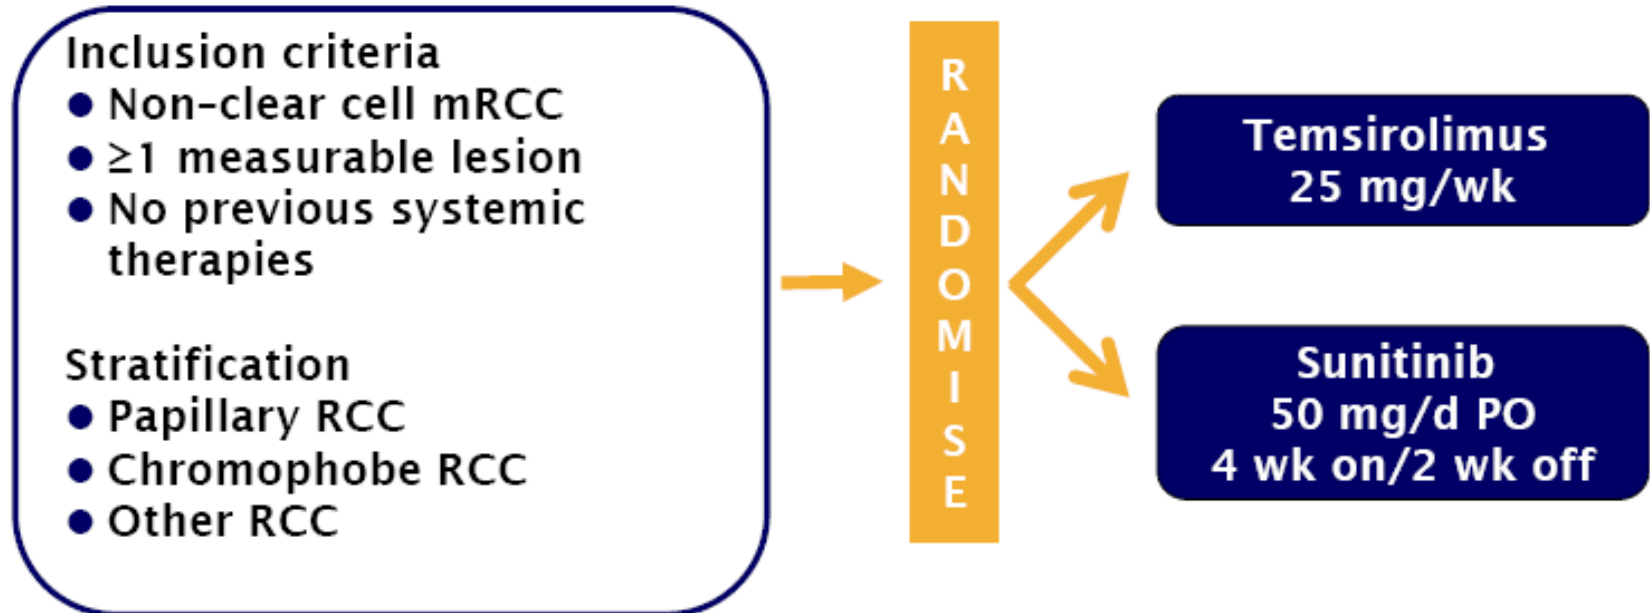 Inclusion criteria
● Non-clear cell mRCC
● ≥1 measurable lesion
● No previous systemic
therapies
Stratification
● Papillary RCC
● Chromophobe RCC
● Other RCC
RANDOMISE
Temsirolimus
25 mg/wk
Sunitinib
50 mg/d PO
4 wk on/2 wk off